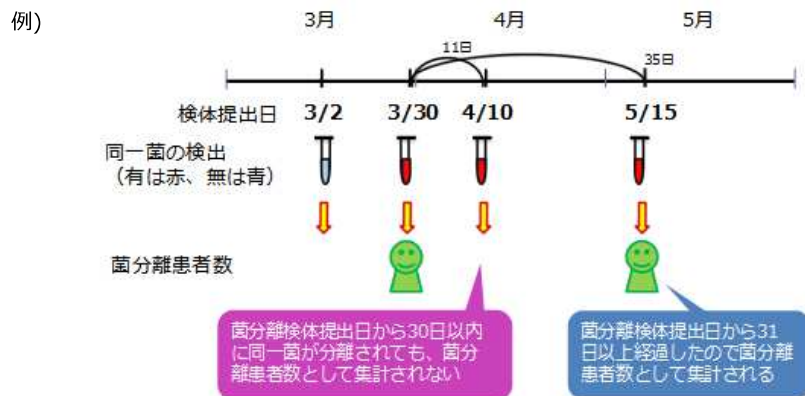 例)
3月 4月 5月
11日
35日
検体提出日 3/2 3/30 4/10 5/15
同一菌の検出
（有は赤、無は青）
菌分離患者数
菌分離検体提出日から30日以内
に同一菌が分離されても、菌分
離患者数として集計されない
菌分離検体提出日から31
日以上経過したので菌分離
患者数として集計される